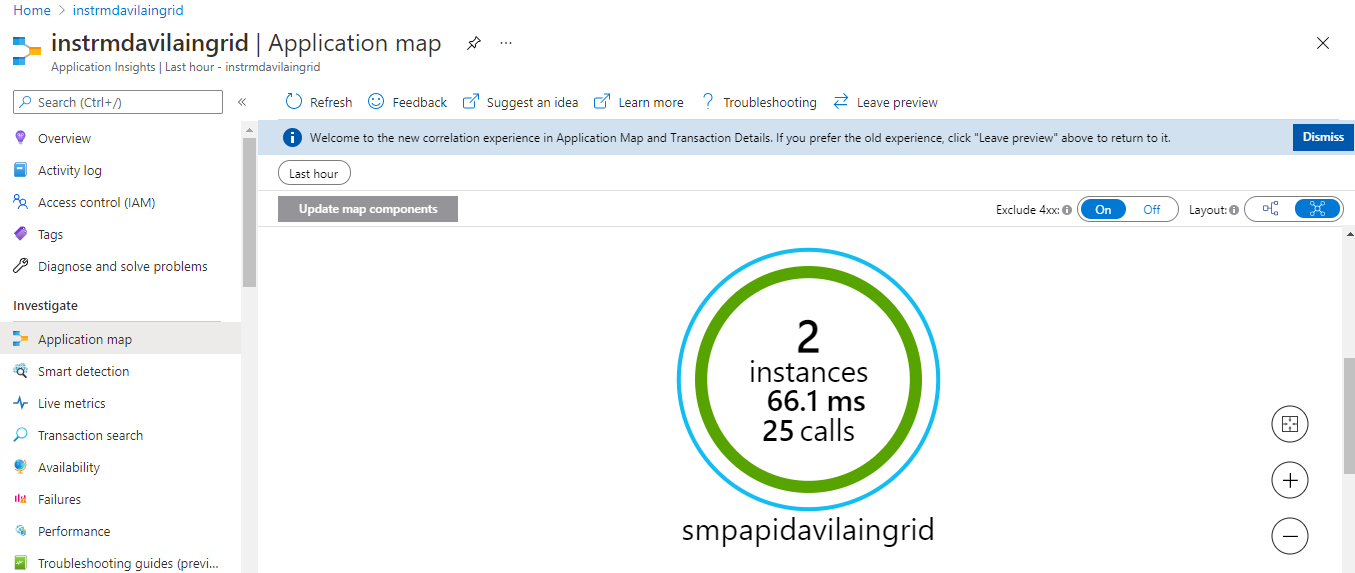 Home > instrmdavilaingrid
instrmdavilaingrid | Application map ...
Application Insights | Last hour - instrmdavilaingrid
Search (Ctrl+/) «
Refresh Feedback Suggest an idea Learn more ? Troubleshooting Leave preview
Welcome to the new correlation experience in Application Map and Transaction Details. If you prefer the old experience, click "Leave preview" above to return to it. Dismiss
Overview
Activity log
Access control (IAM)
Tags
Diagnose and solve problems
Investigate
Application map
Smart detection
Live metrics
Transaction search
Availability
Failures
Performance
Troubleshooting guides (previ...
Last hour
Update map components
Exclude 4xx: On Off Layout:
2
instances
66.1 ms
25 calls
smpapidavilaingrid